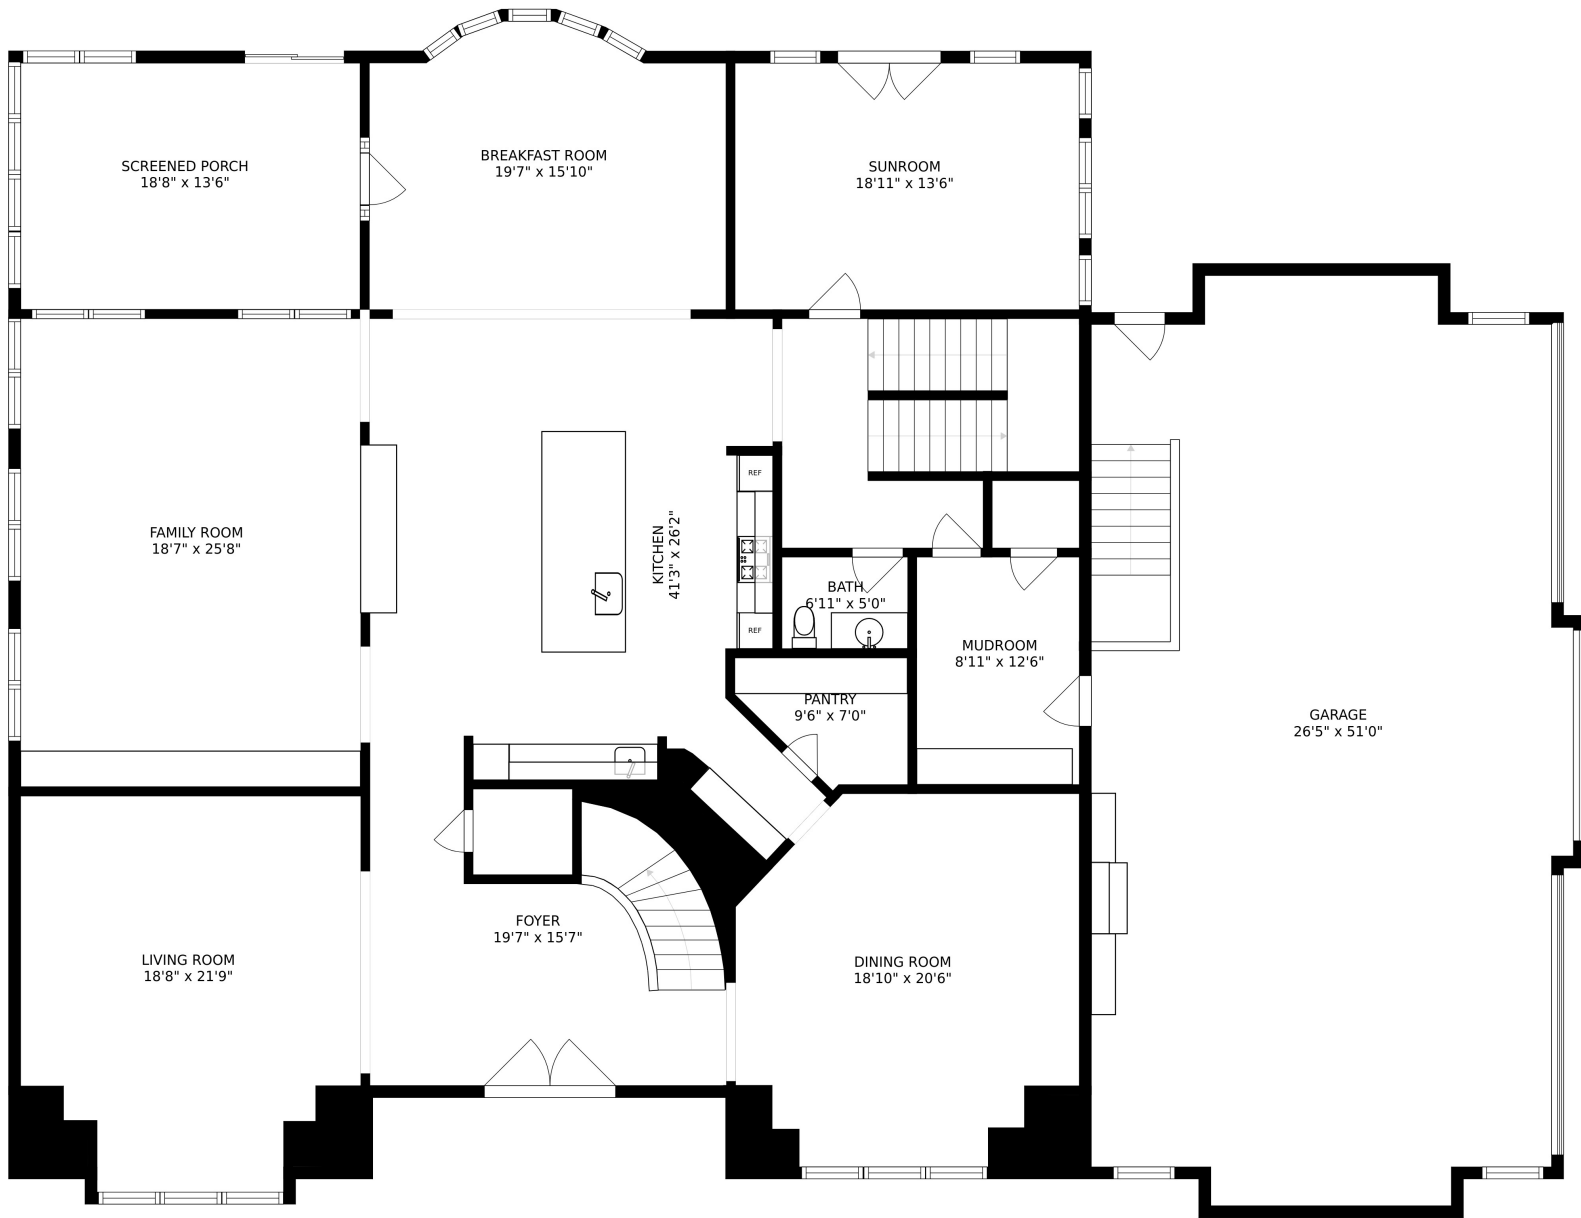 BREAKFAST ROOM
19'7" x 15'10"
SCREENED PORCH
18'8" x 13'6"
SUNROOM
18'11" x 13'6"
REF
FAMILY ROOM
18'7" x 25'8"
KITCHEN
41'3" x 26'2"
BATH
6'11" x 5'0"
REF
MUDROOM
8'11" x 12'6"
PANTRY
9'6" x 7'0"
GARAGE
26'5" x 51'0"
FOYER
19'7" x 15'7"
LIVING ROOM
18'8" x 21'9"
DINING ROOM
18'10" x 20'6"